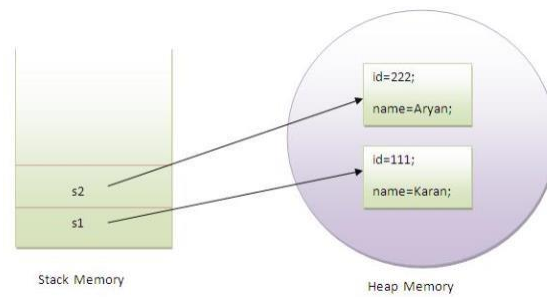 id=222;
name=Aryan;
id=111;
name=Karan;
s2
s1
Stack Memory
Heap Memory